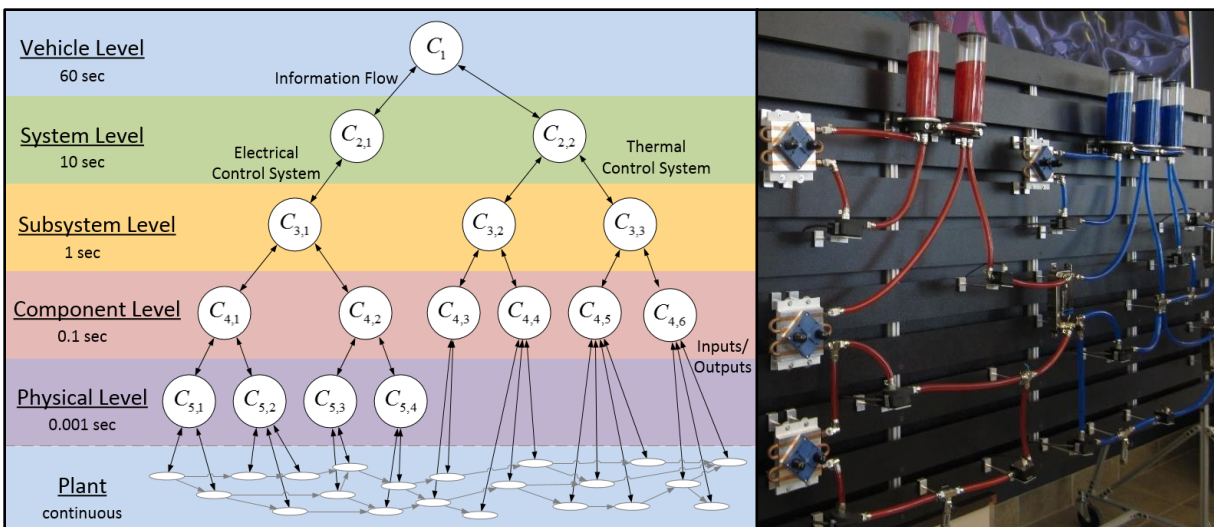 Vehicle Level
60 sec
C1
Information Flow
System Level
10 sec
C2,1
C2,2
Electrical
Control System
Thermal
Control System
Subsystem Level
1 sec
C3,1
C3,2
C3,3
Component Level
0.1 sec
C4,1
C4,2
C4,3
C4,4
C4,5
C4,6
Inputs/
Outputs
Physical Level
0.001 sec
C5,1
C5,2
C5,3
C5,4
Plant
continuous